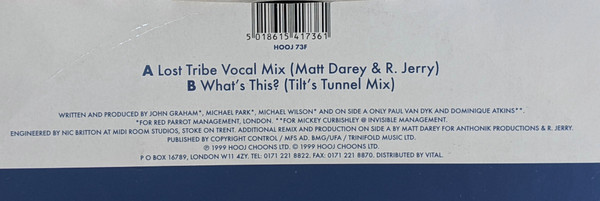 5 018615 417361
HOOJ 73F
A Lost Tribe Vocal Mix (Matt Darey & R. Jerry)
B What's This? (Tilt's Tunnel Mix)
WRITTEN AND PRODUCED BY JOHN GRAHAM*, MICHAEL PARK*, MICHAEL WILSON* AND ON SIDE A ONLY PAUL VAN DYK AND DOMINIQUE ATKINS**.
*FOR RED PARROT MANAGEMENT, LONDON. **FOR MICKEY CURBISHLEY @ INVISIBLE MANAGEMENT.
ENGINEERED BY NIC BRITTON AT MIDI ROOM STUDIOS, STOKE ON TRENT. ADDITIONAL REMIX AND PRODUCTION ON SIDE A BY MATT DAREY FOR ANTHONIK PRODUCTIONS & R. JERRY.
PUBLISHED BY COPYRIGHT CONTROL / MFS AD. BMG/UFA / TRINIFOLD MUSIC LTD.
℗ 1999 HOOJ CHOONS LTD. © 1999 HOOJ CHOONS LTD.
P O BOX 16789, LONDON W11 4ZY. TEL: 0171 221 8822. FAX: 0171 221 8870. DISTRIBUTED BY VITAL.